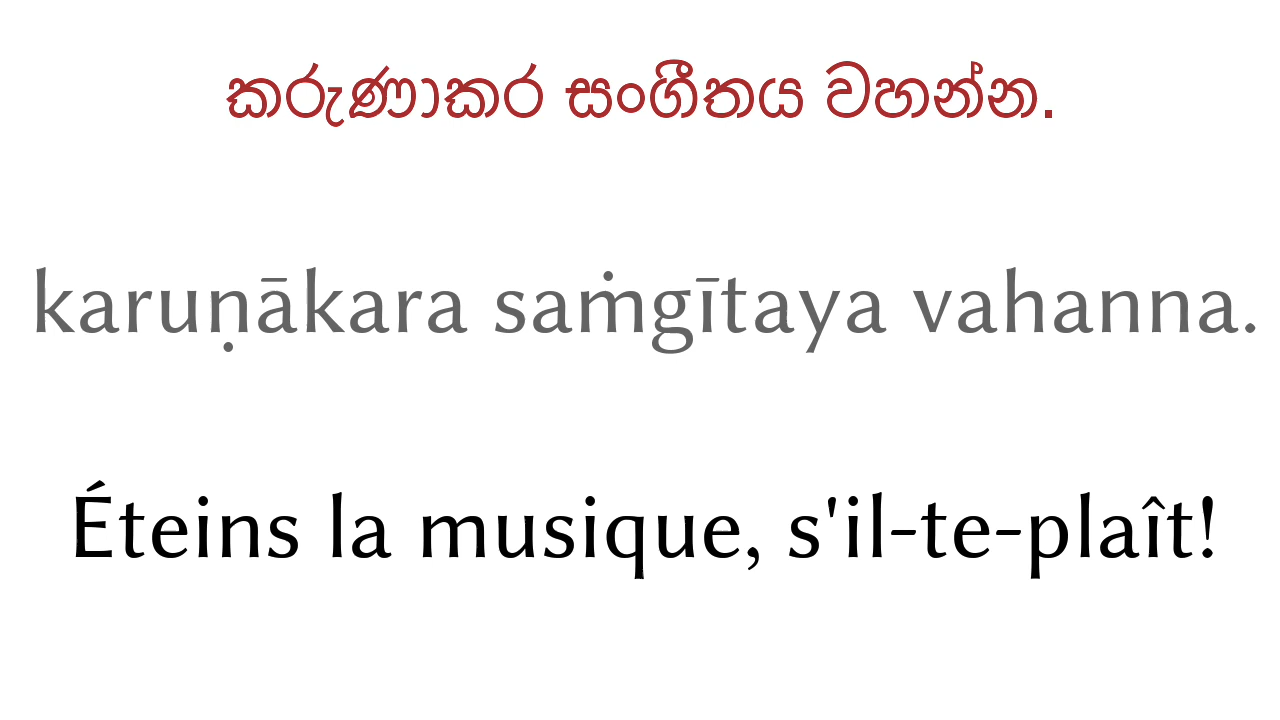 කරුණාකර සංගීතය වහන්න.
karuṇākara saṁgītaya vahanna.
Éteins la musique, s'il-te-plaît!